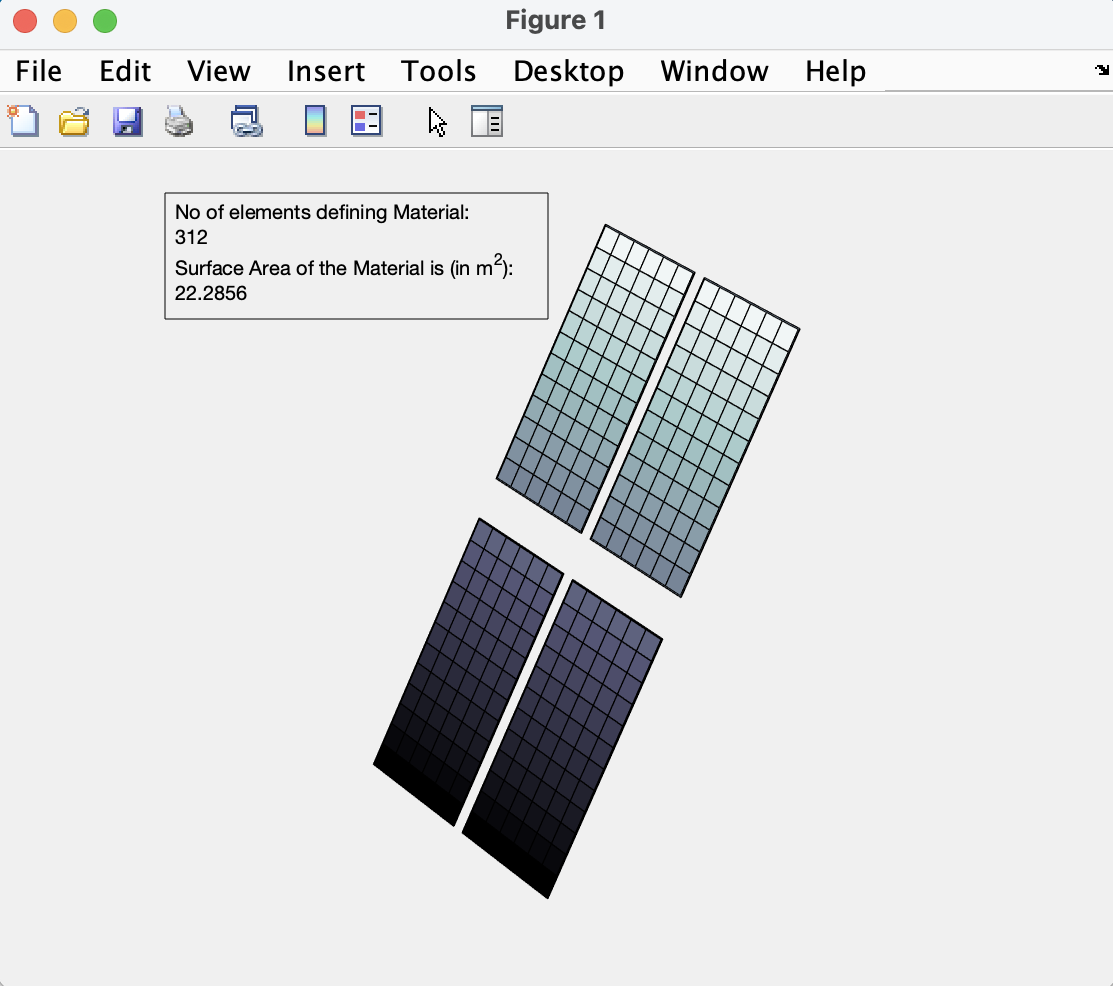 Figure 1
File Edit View Insert Tools Desktop Window Help
No of elements defining Material:
312
Surface Area of the Material is (in m²):
22.2856